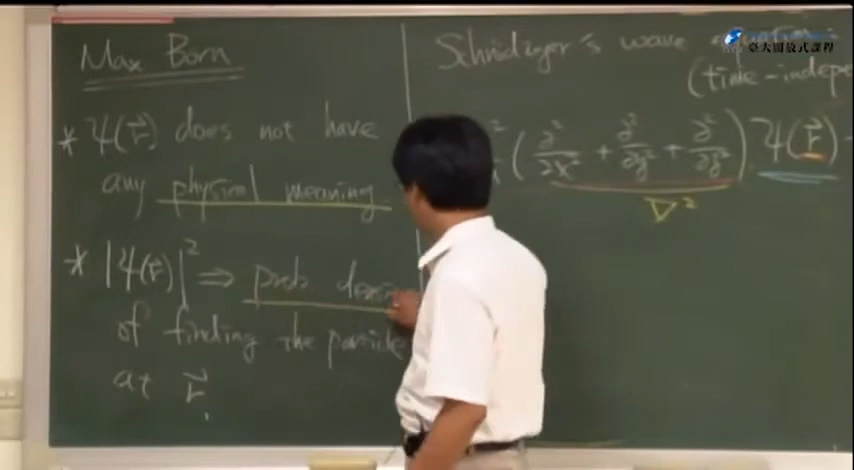 Max Born
* Ψ(r⃗) does not have
any physical meaning.
* |Ψ(r⃗)|² ⇒ prob.
of finding the particle
at r⃗.
Schrödinger's wave
(time-indepe
(∂²/∂x² + ∂²/∂y² + ∂²/∂z²) Ψ(r⃗)
∇²
臺大開放式課程